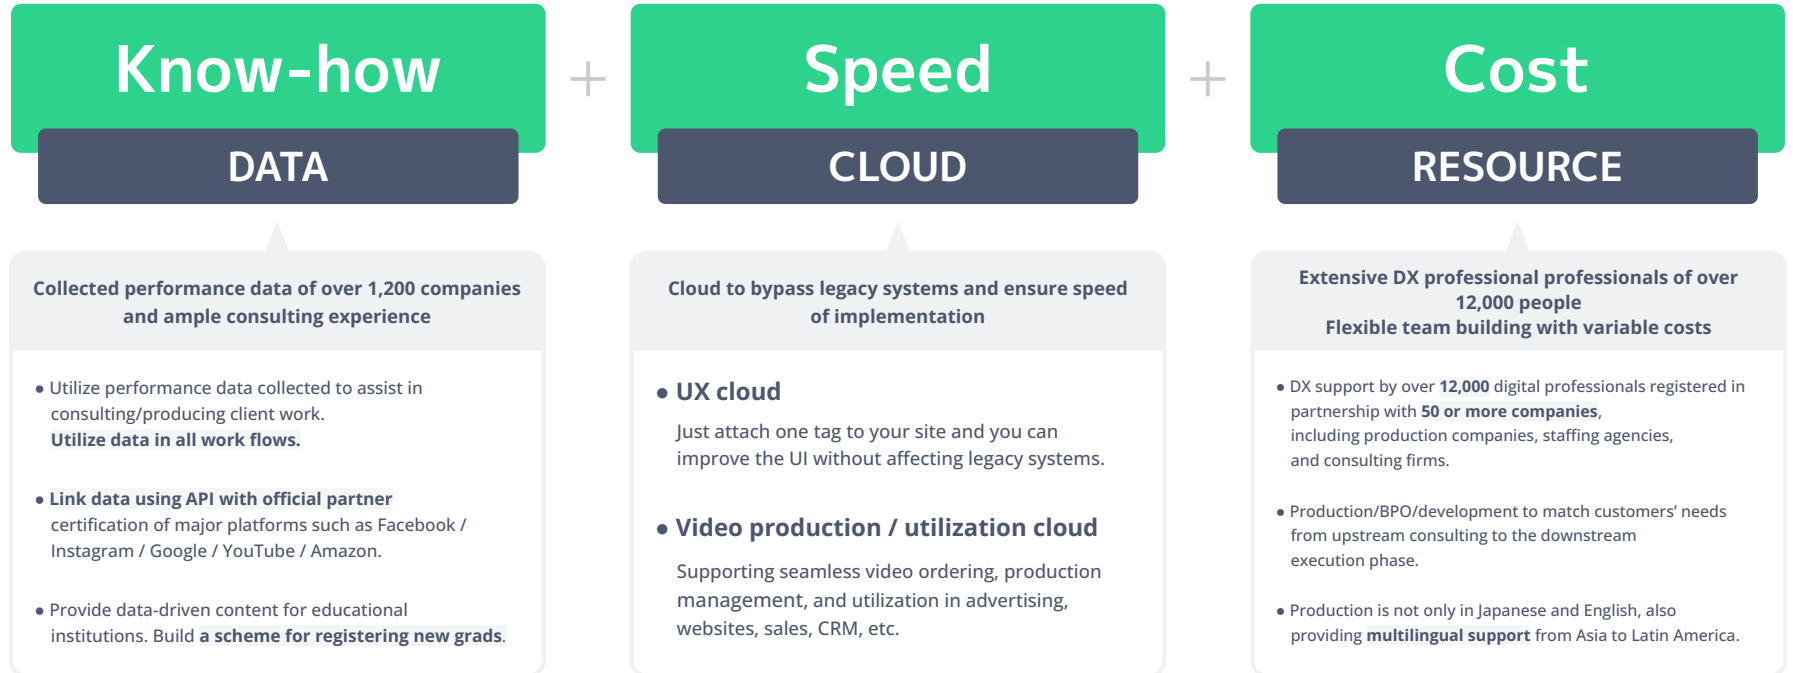 Know-how
DATA
Collected performance data of over 1,200 companies
and ample consulting experience
● Utilize performance data collected to assist in
consulting/producing client work.
Utilize data in all work flows.
● Link data using API with official partner
certification of major platforms such as Facebook /
Instagram / Google / YouTube / Amazon.
● Provide data-driven content for educational
institutions. Build a scheme for registering new grads.
+
Speed
CLOUD
Cloud to bypass legacy systems and ensure speed
of implementation
● UX cloud
Just attach one tag to your site and you can
improve the UI without affecting legacy systems.
● Video production / utilization cloud
Supporting seamless video ordering, production
management, and utilization in advertising,
websites, sales, CRM, etc.
+
Cost
RESOURCE
Extensive DX professional professionals of over
12,000 people
Flexible team building with variable costs
● DX support by over 12,000 digital professionals registered in
partnership with 50 or more companies,
including production companies, staffing agencies,
and consulting firms.
● Production/BPO/development to match customers’ needs
from upstream consulting to the downstream
execution phase.
● Production is not only in Japanese and English, also
providing multilingual support from Asia to Latin America.